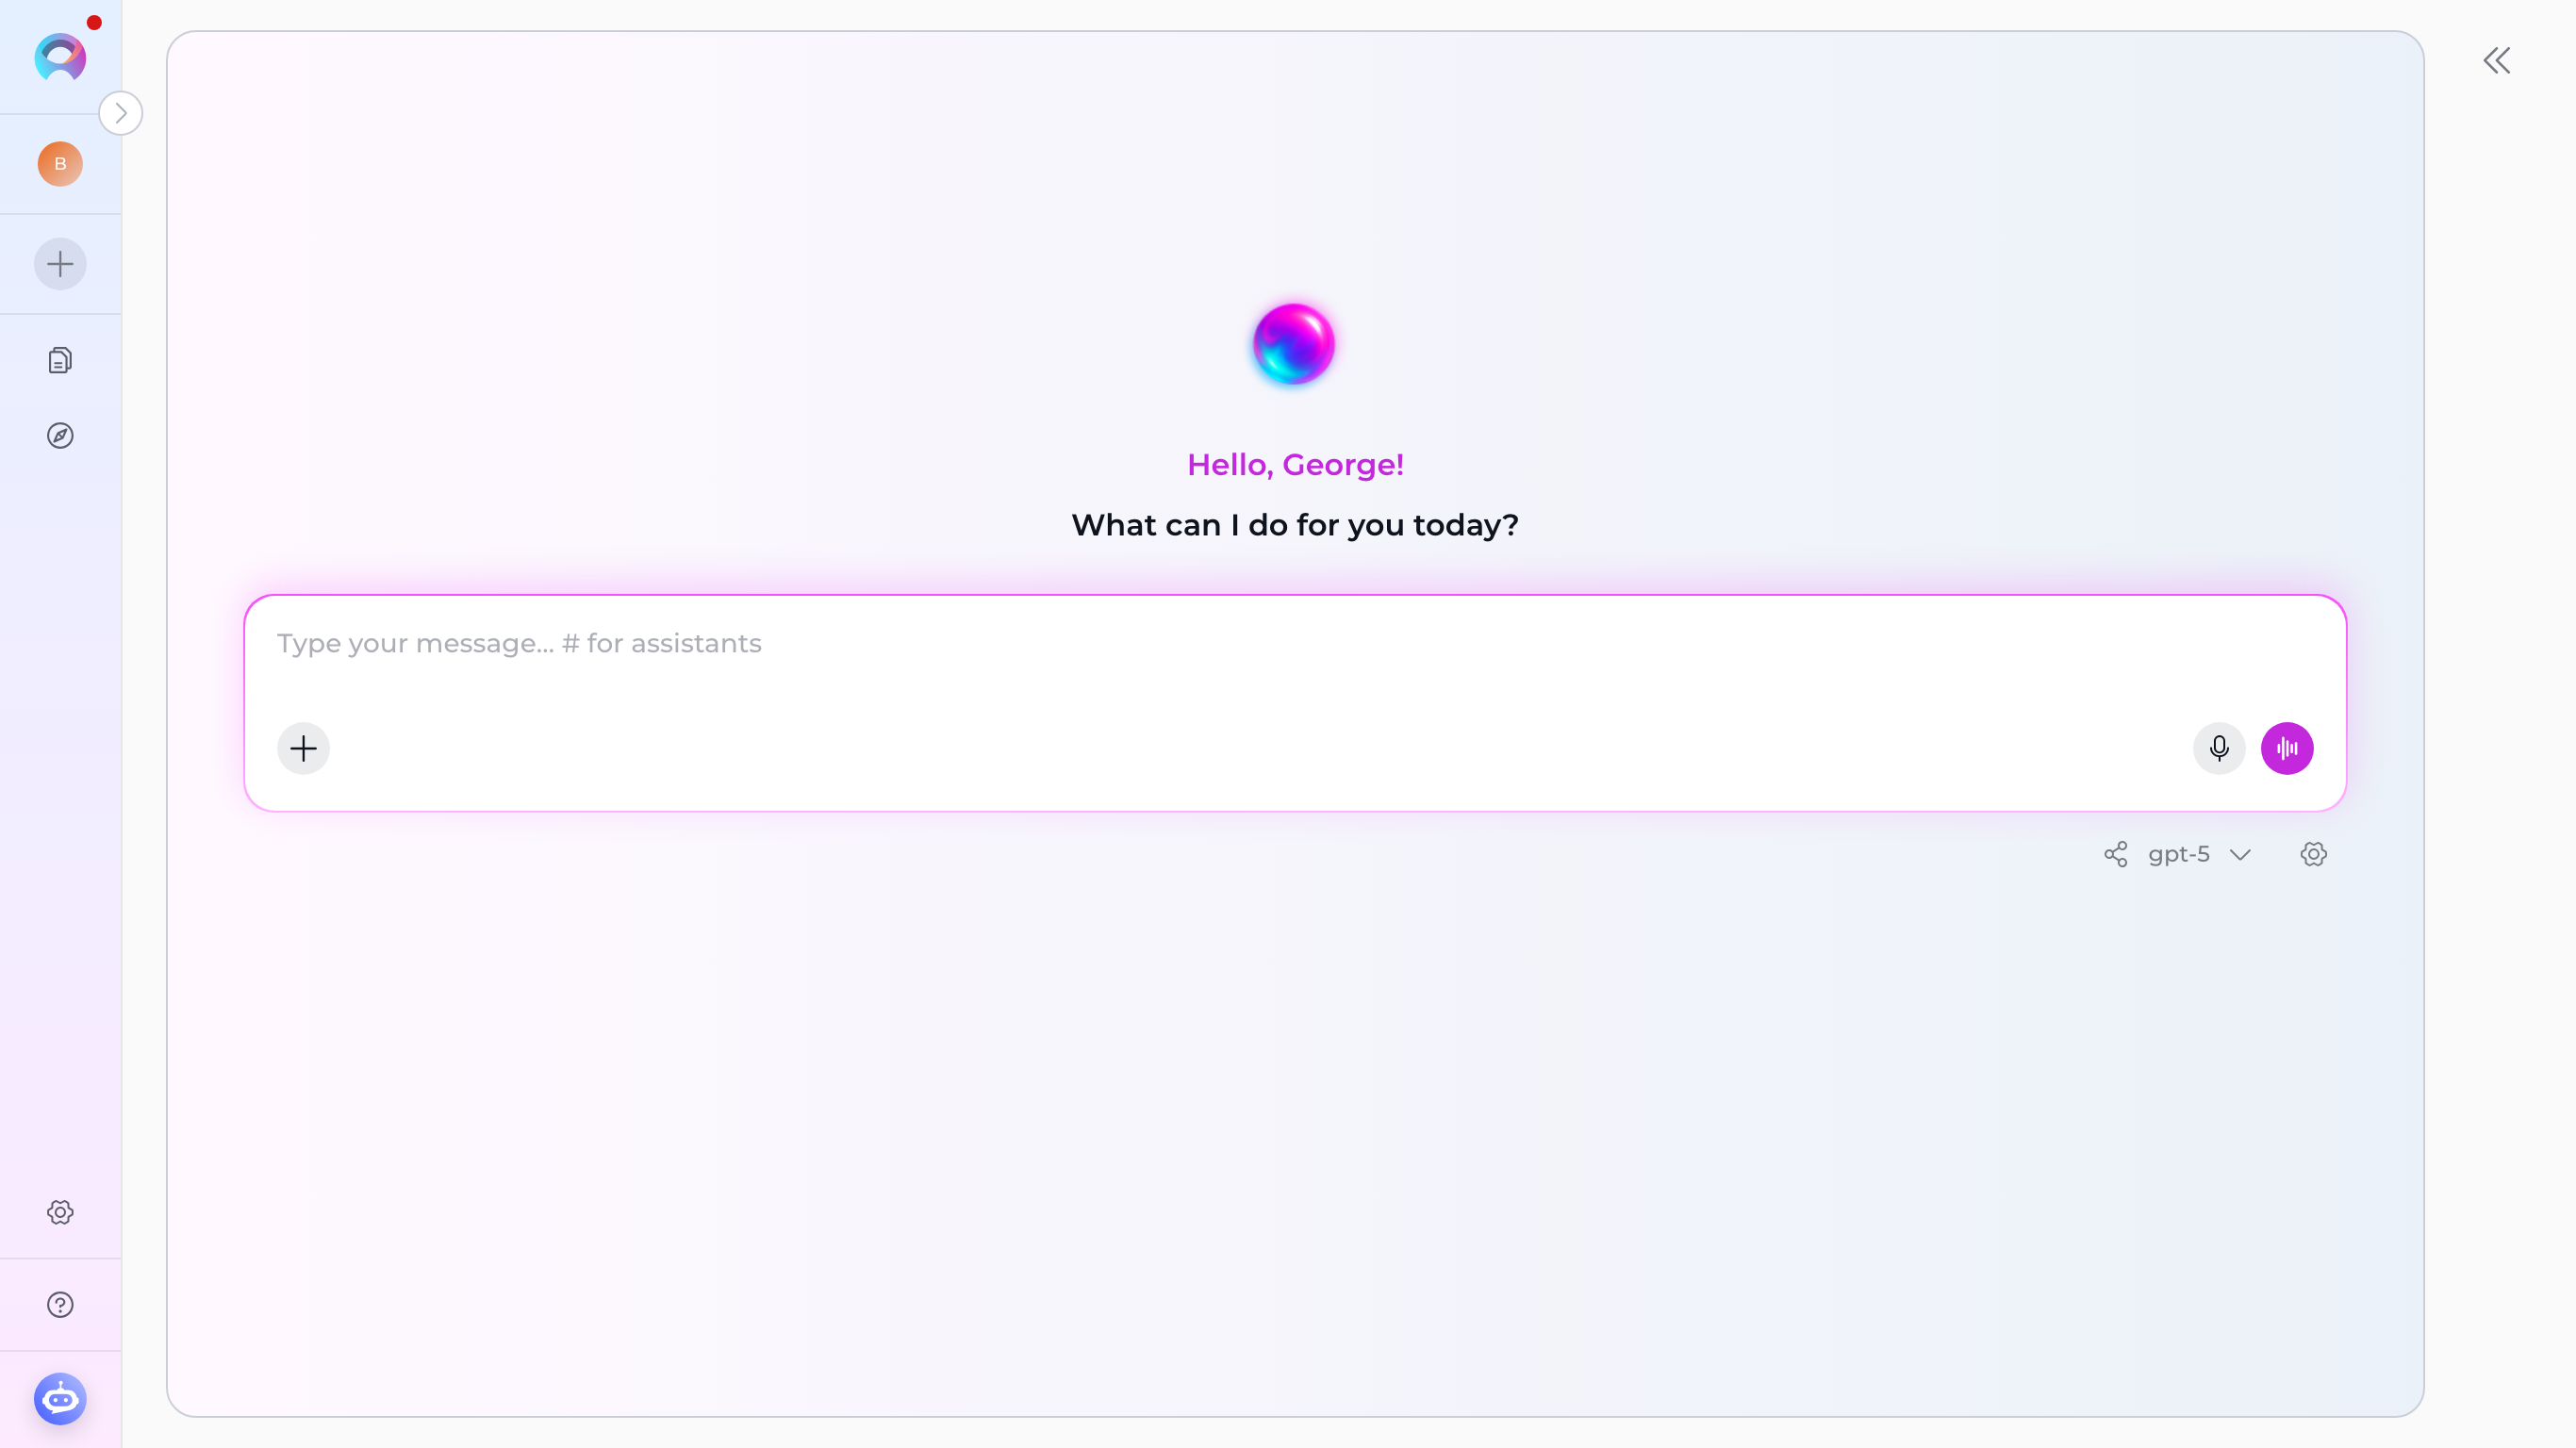 B
Hello, George!
What can I do for you today?
Type your message... # for assistants
gpt-5